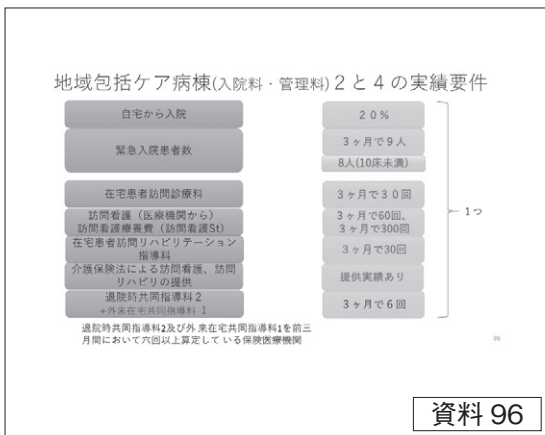 地域包括ケア病棟(入院料・管理料)2と4の実績要件
自宅から入院
20%
緊急入院患者数
3ヶ月で9人
8人(10床未満)
在宅患者訪問診療料
3ヶ月で30回
訪問看護（医療機関から）
訪問看護療養費（訪問看護St）
3ヶ月で60回、
3ヶ月で300回
在宅患者訪問リハビリテーション
指導料
3ヶ月で30回
介護保険法による訪問看護、訪問
リハビリの提供
提供実績あり
退院時共同指導料2
+外来在宅共同指導料 1
3ヶ月で6回
1つ
退院時共同指導料2及び外来在宅共同指導料1を前三
月間において六回以上算定している保険医療機関
96
資料 96